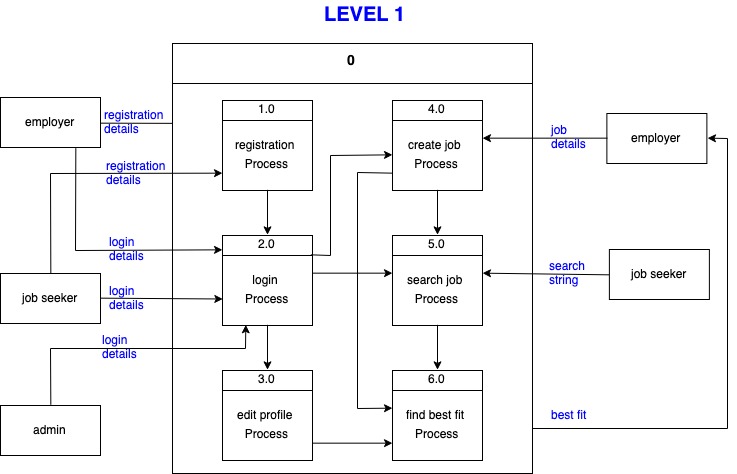 LEVEL 1
0
employer
registration
details
1.0
registration
Process
4.0
create job
Process
job
details
employer
registration
details
login
details
2.0
login
Process
5.0
search job
Process
search
string
job seeker
job seeker
login
details
login
details
admin
3.0
edit profile
Process
6.0
find best fit
Process
best fit